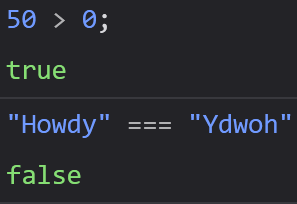 50 > 0;
true
"Howdy" === "Ydwoh"
false